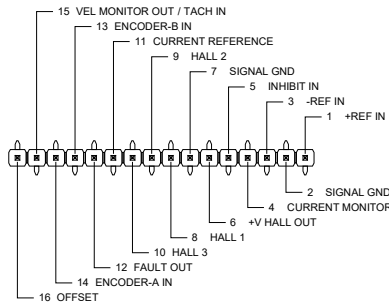 15 VEL MONITOR OUT / TACH IN
13 ENCODER-B IN
11 CURRENT REFERENCE
9 HALL 2
7 SIGNAL GND
5 INHIBIT IN
3 -REF IN
1 +REF IN
2 SIGNAL GND
4 CURRENT MONITOR
6 +V HALL OUT
8 HALL 1
10 HALL 3
12 FAULT OUT
14 ENCODER-A IN
16 OFFSET